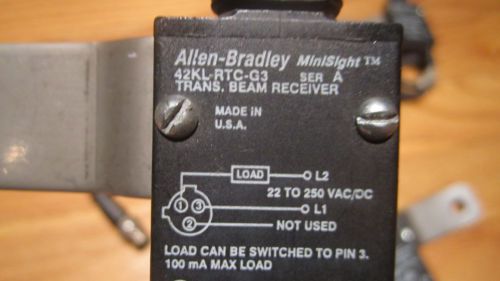 Allen-Bradley MiniSight™
42KL-RTC-G3 SER A
TRANS. BEAM RECEIVER
MADE iN
U.S.A.
LOAD L2
22 TO 250 VAC/DC
1 3 L1
2 NOT USED
LOAD CAN BE SWITCHED TO PIN 3.
100 mA MAX LOAD